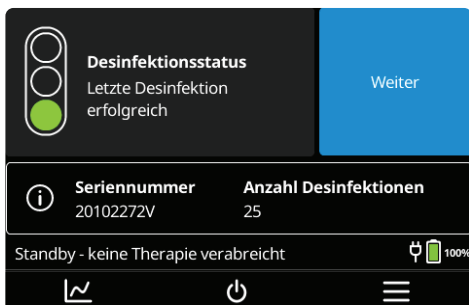 Desinfektionsstatus
Letzte Desinfektion
erfolgreich
Weiter
Seriennummer
20102272V
Anzahl Desinfektionen
25
Standby - keine Therapie verabreicht
100%